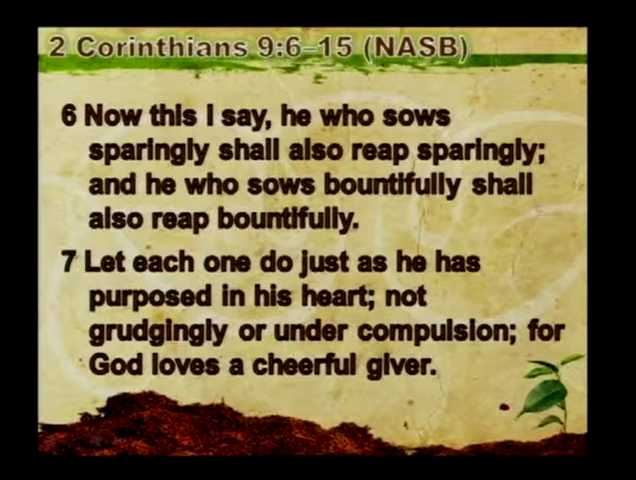 2 Corinthians 9:6–15 (NASB)
6 Now this I say, he who sows
sparingly shall also reap sparingly;
and he who sows bountifully shall
also reap bountifully.
7 Let each one do just as he has
purposed in his heart; not
grudgingly or under compulsion; for
God loves a cheerful giver.